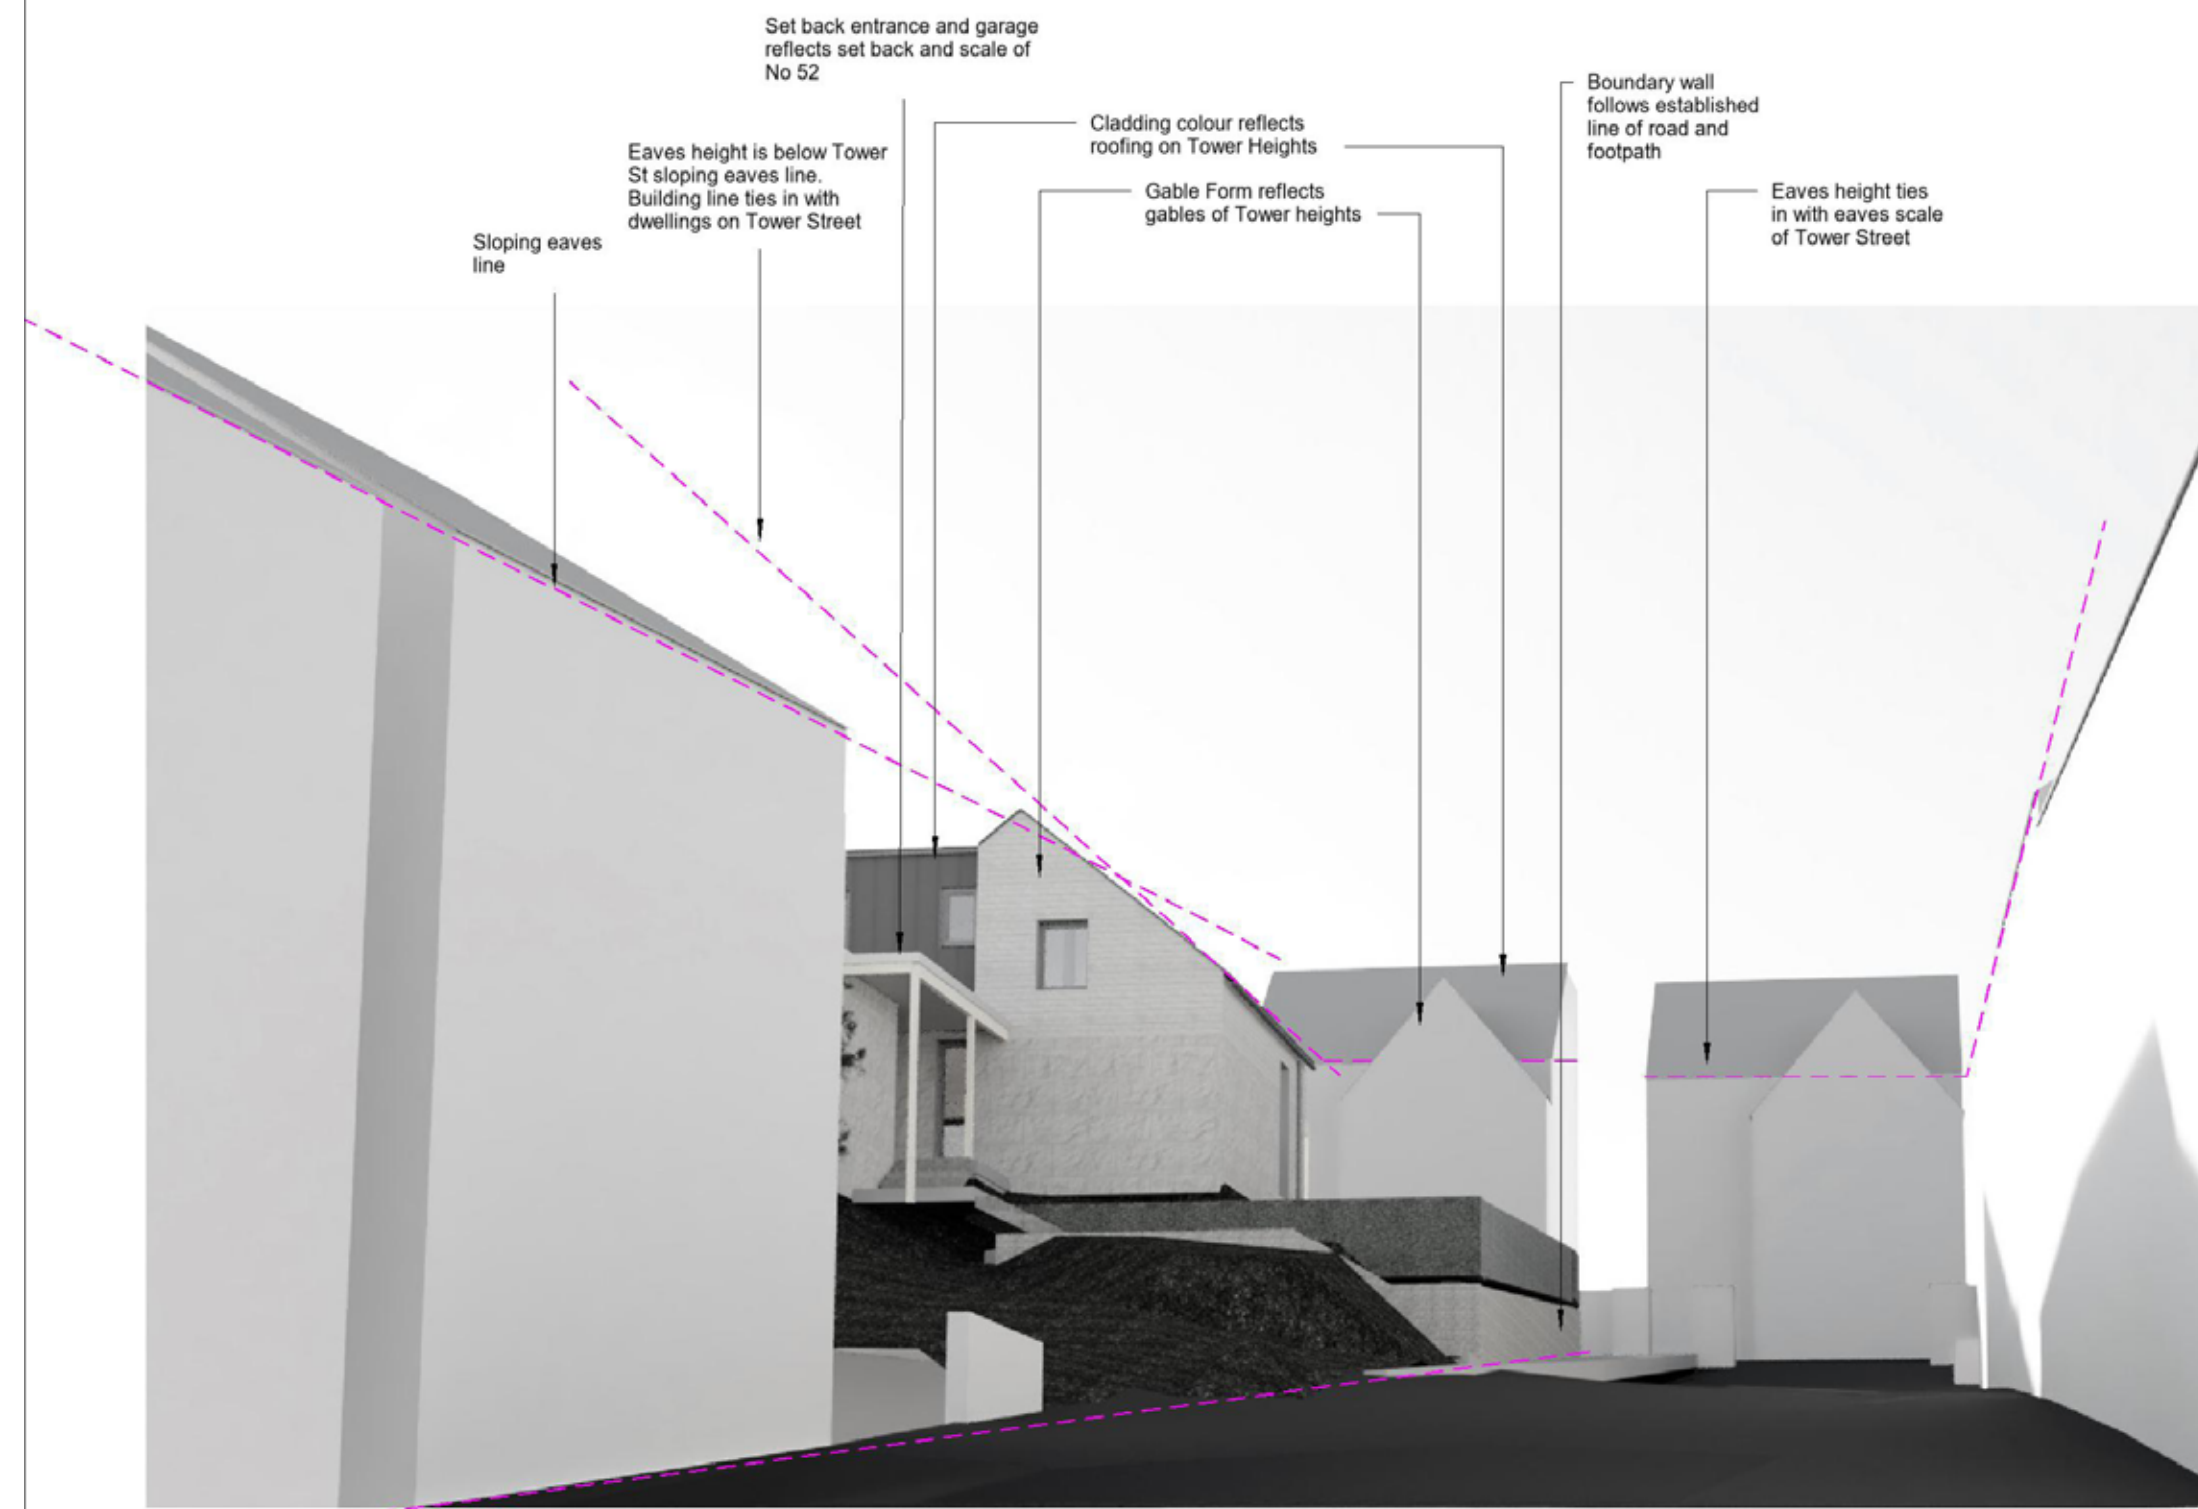 Set back entrance and garage
reflects set back and scale of
No 52
Boundary wall
follows established
line of road and
footpath
Cladding colour reflects
roofing on Tower Heights
Eaves height is below Tower
St sloping eaves line.
Building line ties in with
dwellings on Tower Street
Gable Form reflects
gables of Tower heights
Eaves height ties
in with eaves scale
of Tower Street
Sloping eaves
line